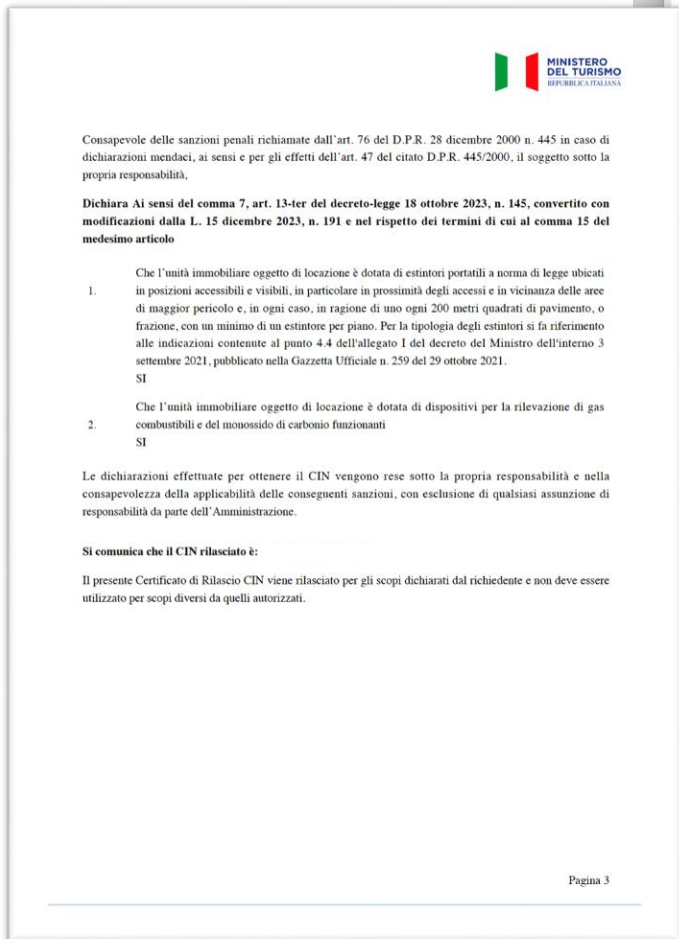 MINISTERO
DEL TURISMO
REPUBBLICA ITALIANA
Consapevole delle sanzioni penali richiamate dall'art. 76 del D.P.R. 28 dicembre 2000 n. 445 in caso di
dichiarazioni mendaci, ai sensi e per gli effetti dell'art. 47 del citato D.P.R. 445/2000, il soggetto sotto la
propria responsabilità,
Dichiara Ai sensi del comma 7, art. 13-ter del decreto-legge 18 ottobre 2023, n. 145, convertito con
modificazioni dalla L. 15 dicembre 2023, n. 191 e nel rispetto dei termini di cui al comma 15 del
medesimo articolo
Che l'unità immobiliare oggetto di locazione è dotata di estintori portatili a norma di legge ubicati
1. in posizioni accessibili e visibili, in particolare in prossimità degli accessi e in vicinanza delle aree
di maggior pericolo e, in ogni caso, in ragione di uno ogni 200 metri quadrati di pavimento, o
frazione, con un minimo di un estintore per piano. Per la tipologia degli estintori si fa riferimento
alle indicazioni contenute al punto 4.4 dell'allegato I del decreto del Ministro dell'interno 3
settembre 2021, pubblicato nella Gazzetta Ufficiale n. 259 del 29 ottobre 2021.
SI
Che l'unità immobiliare oggetto di locazione è dotata di dispositivi per la rilevazione di gas
2. combustibili e del monossido di carbonio funzionanti
SI
Le dichiarazioni effettuate per ottenere il CIN vengono rese sotto la propria responsabilità e nella
consapevolezza della applicabilità delle conseguenti sanzioni, con esclusione di qualsiasi assunzione di
responsabilità da parte dell'Amministrazione.
Si comunica che il CIN rilasciato è:
Il presente Certificato di Rilascio CIN viene rilasciato per gli scopi dichiarati dal richiedente e non deve essere
utilizzato per scopi diversi da quelli autorizzati.
Pagina 3